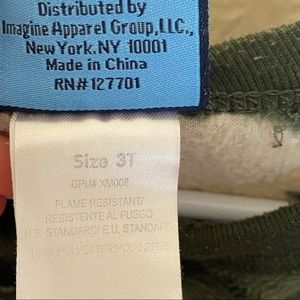 Distributed by
Imagine Apparel Group,LLC.,
New York.NY 10001
Made in China
RN#127701
Size 3T
GPU# XM008
FLAME RESISTANT/
RESISTENTE AL FUEGO
U.S. STANDARD/ E.U. STANDARD
100% POLYESTER/POLYESTER